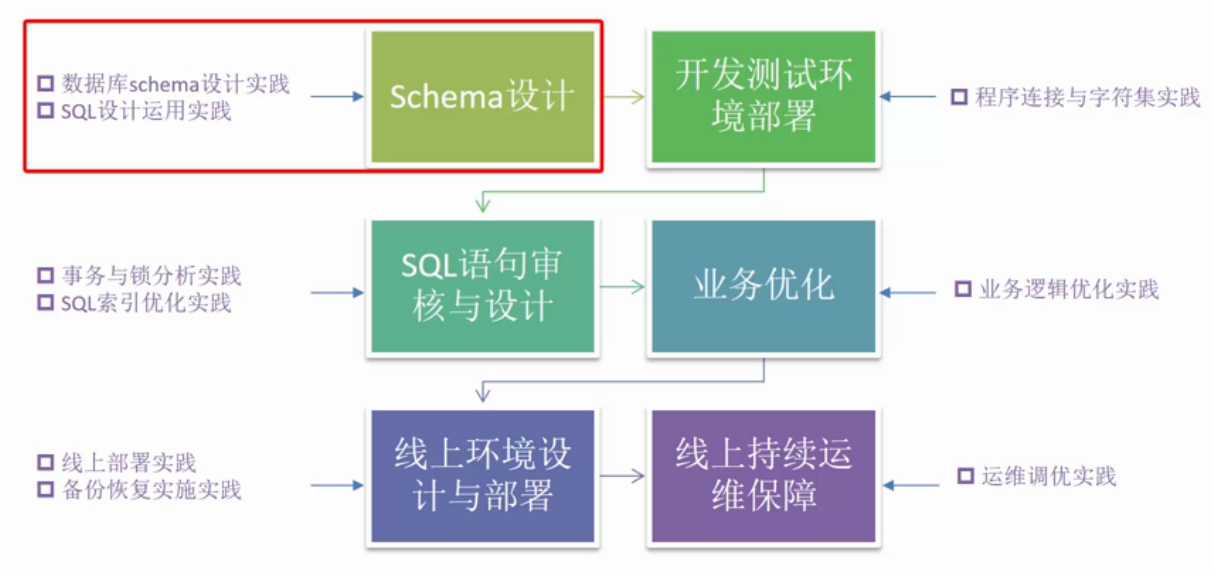 数据库schema设计实践
SQL设计运用实践
Schema设计
开发测试环
境部署
程序连接与字符集实践
事务与锁分析实践
SQL索引优化实践
SQL语句审
核与设计
业务优化
业务逻辑优化实践
线上部署实践
备份恢复实施实践
线上环境设
计与部署
线上持续运
维保障
运维调优实践